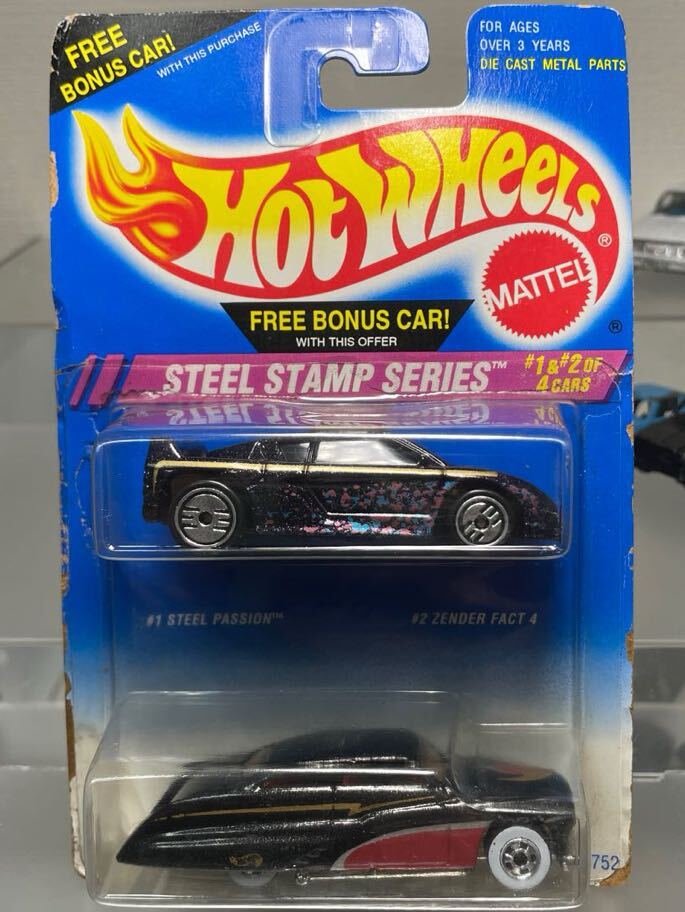 FREE
BONUS CAR!
WITH THIS PURCHASE
FOR AGES
OVER 3 YEARS
DIE CAST METAL PARTS
HOT WHEELS ®
MATTEL
®
FREE BONUS CAR!
WITH THIS OFFER
STEEL STAMP SERIES™
#1 & #2 OF
4 CARS
#1 STEEL PASSION™
#2 ZENDER FACT 4
752